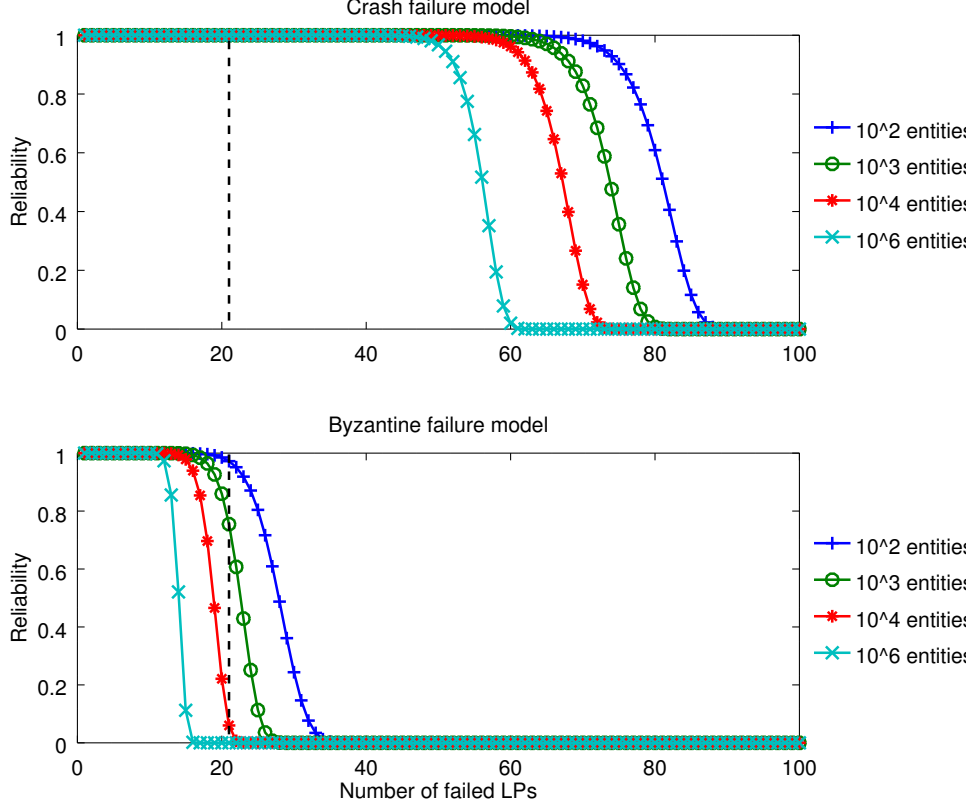 Crash failure model
1
0.8
0.6
0.4
0.2
0
Reliability
0 20 40 60 80 100
10^2 entities
10^3 entities
10^4 entities
10^6 entities
Byzantine failure model
1
0.8
0.6
0.4
0.2
0
Reliability
0 20 40 60 80 100
Number of failed LPs
10^2 entities
10^3 entities
10^4 entities
10^6 entities